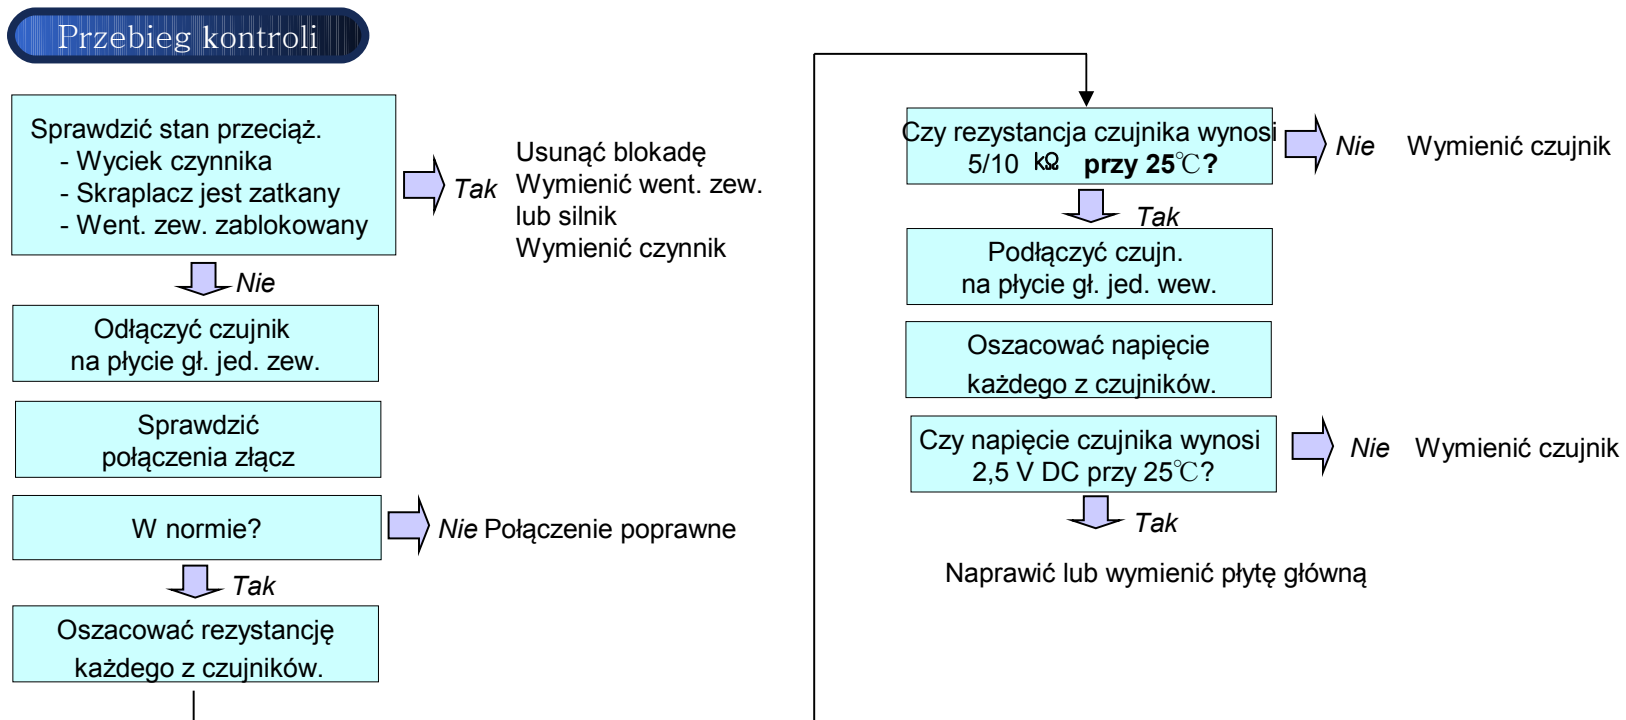 Przebieg kontroli
Sprawdzić stan przeciąż.
- Wyciek czynnika
- Skraplacz jest zatkany
- Went. zew. zablokowany
Tak
Usunąć blokadę
Wymienić went. zew.
lub silnik
Wymienić czynnik
Nie
Odłączyć czujnik
na płycie gł. jed. zew.
Sprawdzić
połączenia złącz
W normie?
Nie Połączenie poprawne
Tak
Oszacować rezystancję
każdego z czujników.
Czy rezystancja czujnika wynosi
5/10 kΩ przy 25℃?
Nie Wymienić czujnik
Tak
Podłączyć czujn.
na płycie gł. jed. wew.
Oszacować napięcie
każdego z czujników.
Czy napięcie czujnika wynosi
2,5 V DC przy 25℃?
Nie Wymienić czujnik
Tak
Naprawić lub wymienić płytę główną